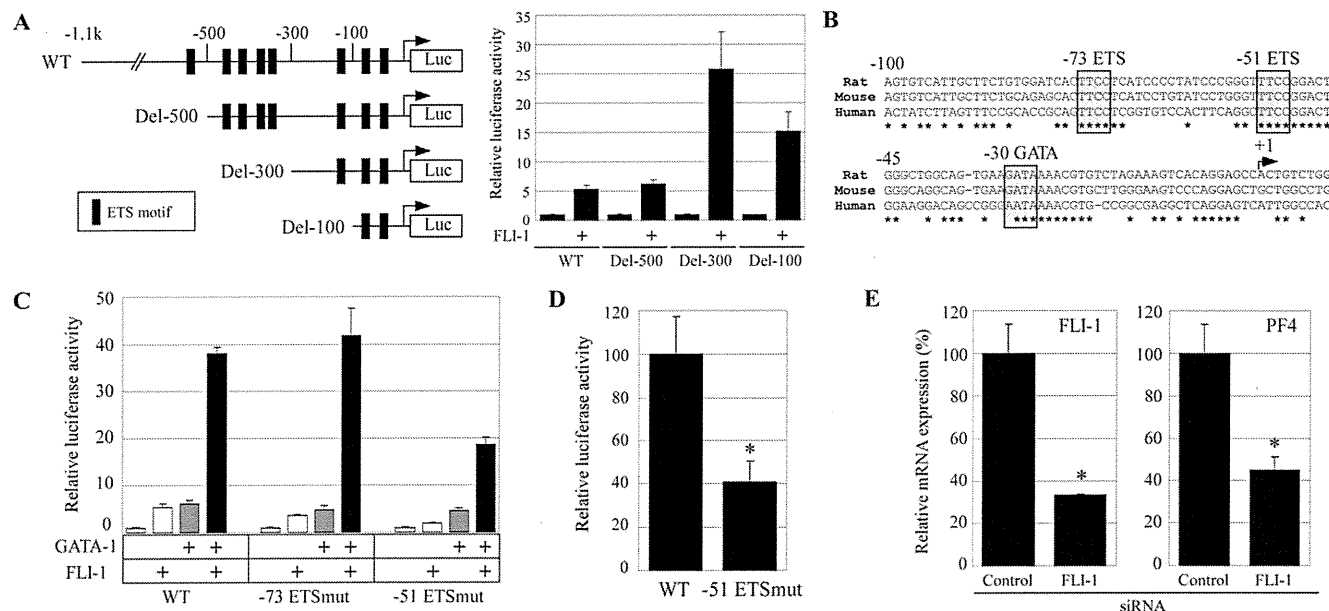 A
-1.1k
-500
-300
-100
WT
Luc
Del-500
Luc
Del-300
Luc
Del-100
Luc
ETS motif
Relative luciferase activity
35
30
25
20
15
10
5
0
FLI-1 + + + +
WT Del-500 Del-300 Del-100
B
-100 -73 ETS -51 ETS
Rat AGTGTCATTGCTTCTGTGGATCACTTCCTCATCCCCTATCCCGGGTTTCCGGACT
Mouse AGTGTCATTGCTTCTGCAGAGCACTTCCTCATCCTGTATCCTGGGTTTCCGGACT
Human ACTATCTTAGTTTCCGCACCGCAGTTCCTCGGTGTCCACTTCAGGCTTCCGGACT
-45 -30 GATA +1
Rat GGGCTGGCAG-TGAAGATAAAACGTGTCTAGAAAGTCACAGGAGCCACTGTCTGG
Mouse GGGCAGGCAG-TGAAGATAAAACGTGCTTGGGAAGTCCCAGGAGCTGCTGGCCTG
Human GGAAGGACAGCCGGGAATAAAACGTG-CCGGCGAGGCTCAGGAGTCATTGGCCAC
C
Relative luciferase activity
50
40
30
20
10
0
GATA-1 + + + + + +
FLI-1 + + + + + +
WT -73 ETSmut -51 ETSmut
D
Relative luciferase activity
120
100
80
60
40
20
0
*
WT -51 ETSmut
E
Relative mRNA expression (%)
120
100
80
60
40
20
0
FLI-1
*
Control FLI-1
120
100
80
60
40
20
0
PF4
*
Control FLI-1
siRNA